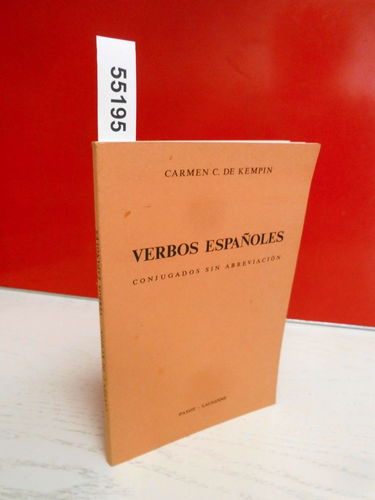 55195
CARMEN C. DE KEMPIN
VERBOS ESPAÑOLES
CONJUGADOS SIN ABREVIACIÓN
PAYOT - LAUSANNE